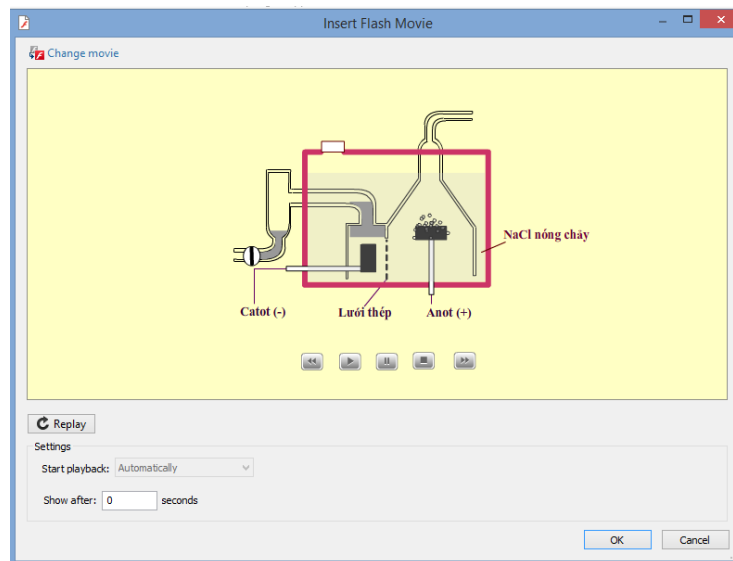 Insert Flash Movie
Change movie
NaCl nóng chảy
Catot (-)
Lưới thép
Anot (+)
Replay
Settings
Start playback: Automatically
Show after: 0 seconds
OK
Cancel